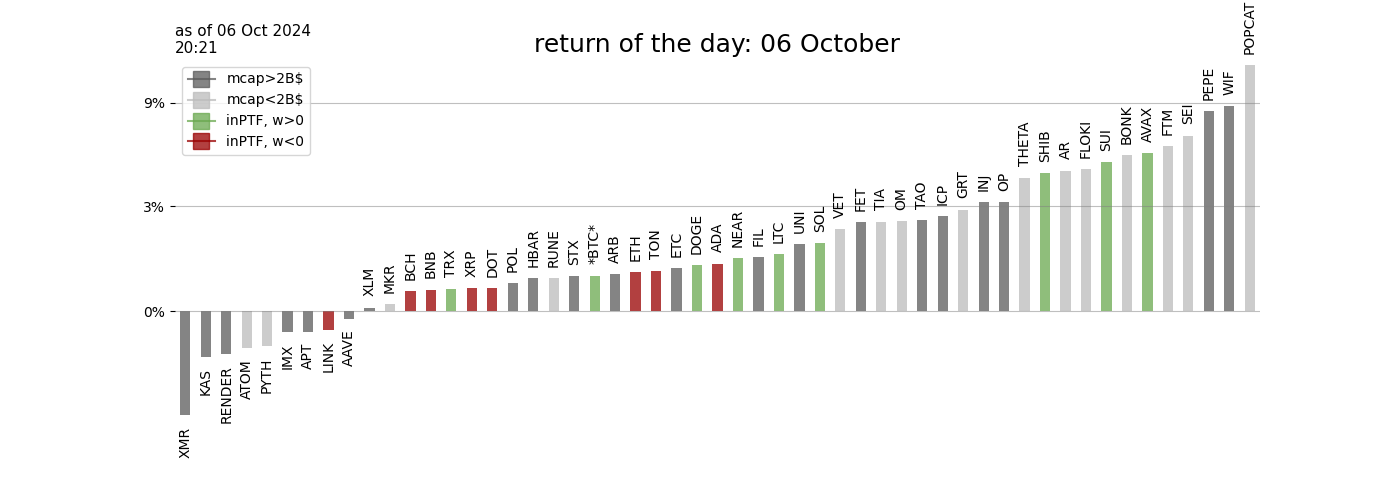 as of 06 Oct 2024
20:21
return of the day: 06 October
mcap>2B$
mcap<2B$
inPTF, w>0
inPTF, w<0
9%
3%
0%
XMR
KAS
RENDER
ATOM
PYTH
IMX
APT
LINK
AAVE
XLM
MKR
BCH
BNB
TRX
XRP
DOT
POL
HBAR
RUNE
STX
*BTC*
ARB
ETH
TON
ETC
DOGE
ADA
NEAR
FIL
LTC
UNI
SOL
VET
FET
TIA
OM
TAO
ICP
GRT
INJ
OP
THETA
SHIB
AR
FLOKI
SUI
BONK
AVAX
FTM
SEI
PEPE
WIF
POPCAT